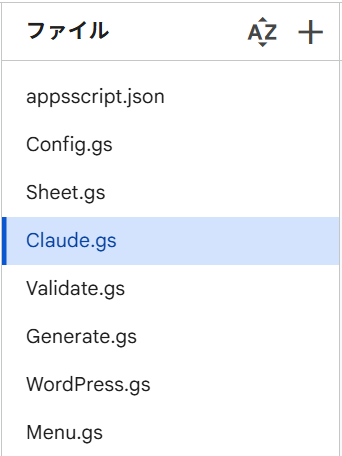 ファイル AZ
appsscript.json
Config.gs
Sheet.gs
Claude.gs
Validate.gs
Generate.gs
WordPress.gs
Menu.gs